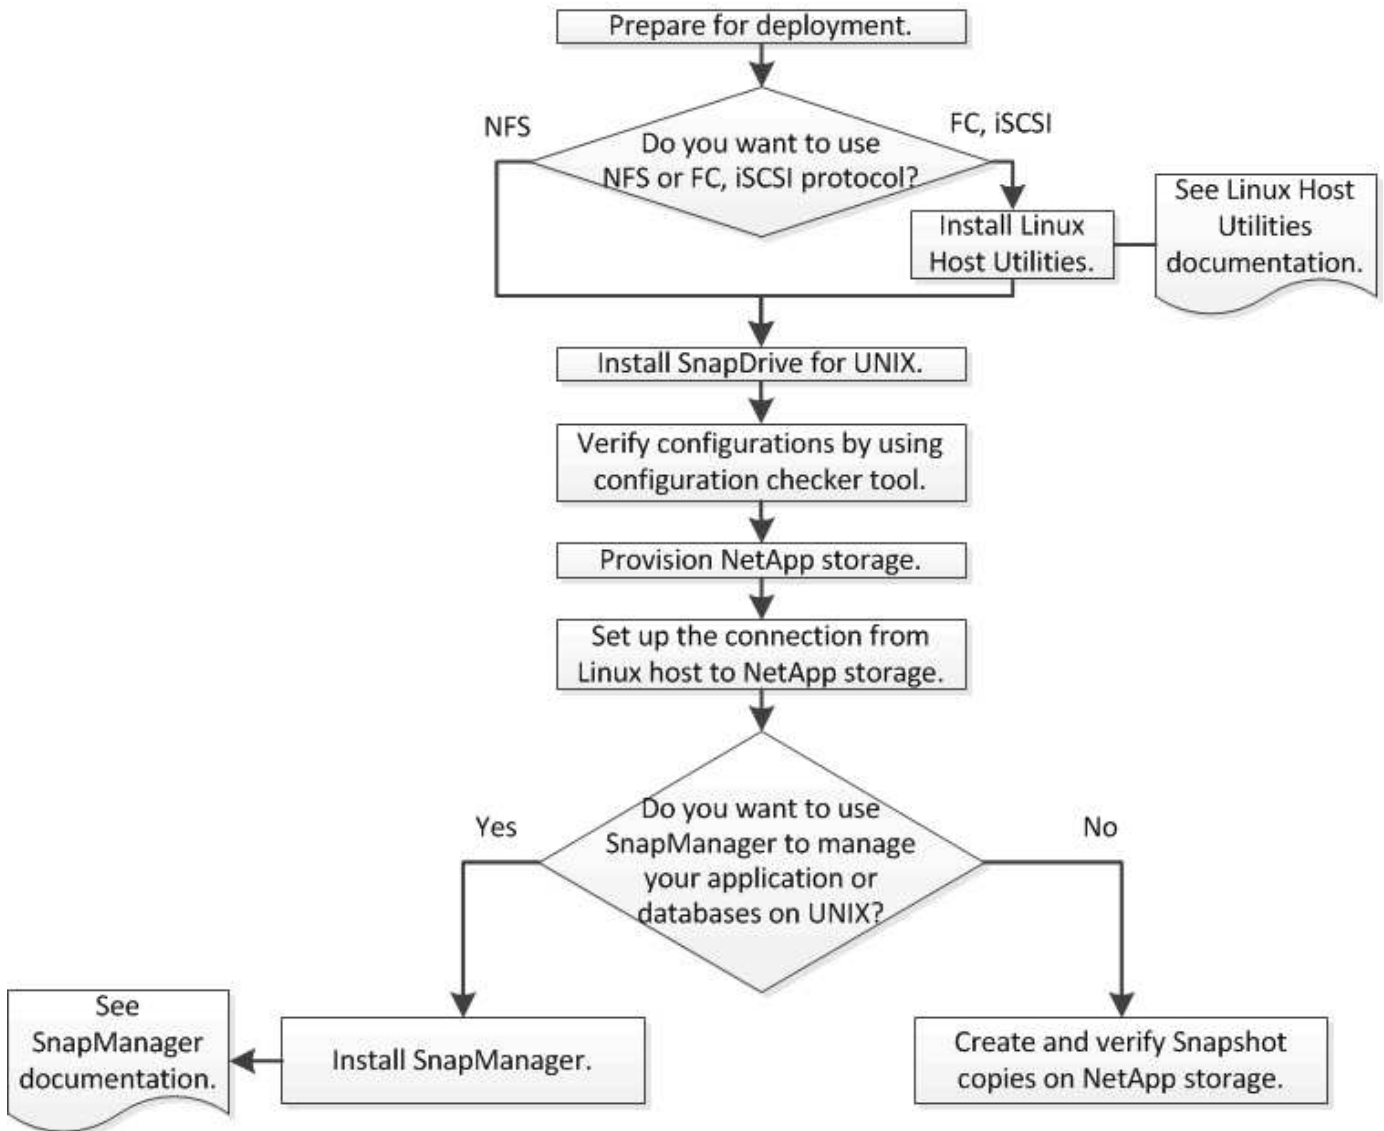 Prepare for deployment.
NFS
FC, iSCSI
Do you want to use
NFS or FC, iSCSI protocol?
Install Linux
Host Utilities.
See Linux Host
Utilities
documentation.
Install SnapDrive for UNIX.
Verify configurations by using
configuration checker tool.
Provision NetApp storage.
Set up the connection from
Linux host to NetApp storage.
Yes
No
Do you want to use
SnapManager to manage
your application or
databases on UNIX?
See
SnapManager
documentation.
Install SnapManager.
Create and verify Snapshot
copies on NetApp storage.